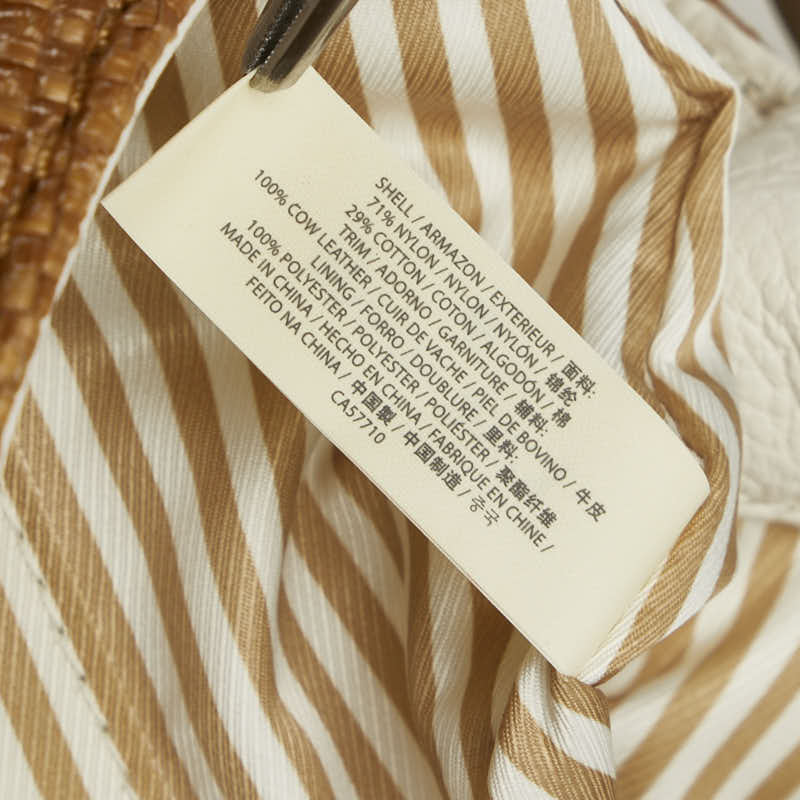 SHELL / ARMAZON / EXTERIEUR / 面料:
71% NYLON / NYLON / NYLON / 锦纶
29% COTTON / COTON / ALGODÓN / 棉
TRIM / ADORNO / GARNITURE / 辅料:
100% COW LEATHER / CUIR DE VACHE / PIEL DE BOVINO / 牛皮
LINING / FORRO / DOUBLURE / 里料:
100% POLYESTER / POLYESTER / POLIESTER / 聚酯纤维
MADE IN CHINA / HECHO EN CHINA / FABRIQUE EN CHINE /
FEITO NA CHINA / 中国製 / 中国制造 / 중국
CA57710